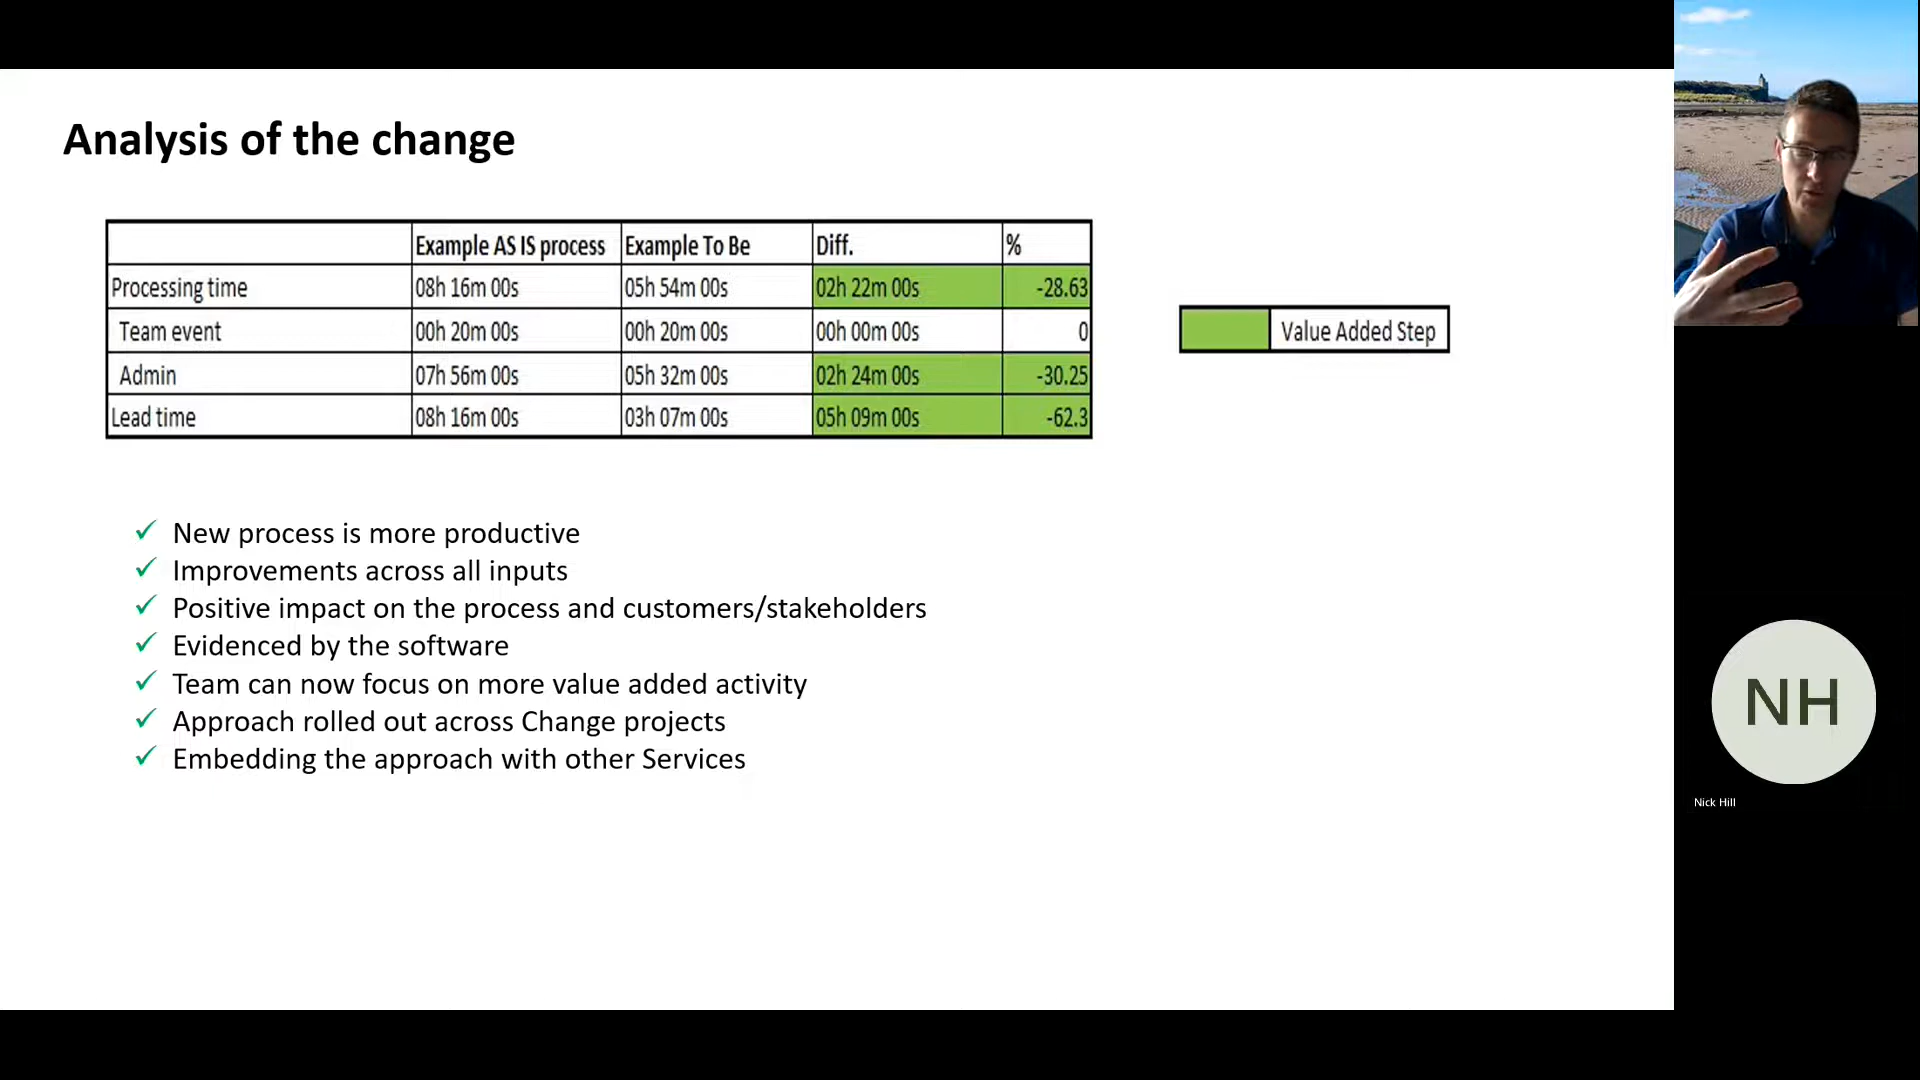 Analysis of the change
Example AS IS process Example To Be Diff. %
Processing time 08h 16m 00s 05h 54m 00s 02h 22m 00s -28.63
Team event 00h 20m 00s 00h 20m 00s 00h 00m 00s 0
Admin 07h 56m 00s 05h 32m 00s 02h 24m 00s -30.25
Lead time 08h 16m 00s 03h 07m 00s 05h 09m 00s -62.3
Value Added Step
✓ New process is more productive
✓ Improvements across all inputs
✓ Positive impact on the process and customers/stakeholders
✓ Evidenced by the software
✓ Team can now focus on more value added activity
✓ Approach rolled out across Change projects
✓ Embedding the approach with other Services
NH
Nick Hill